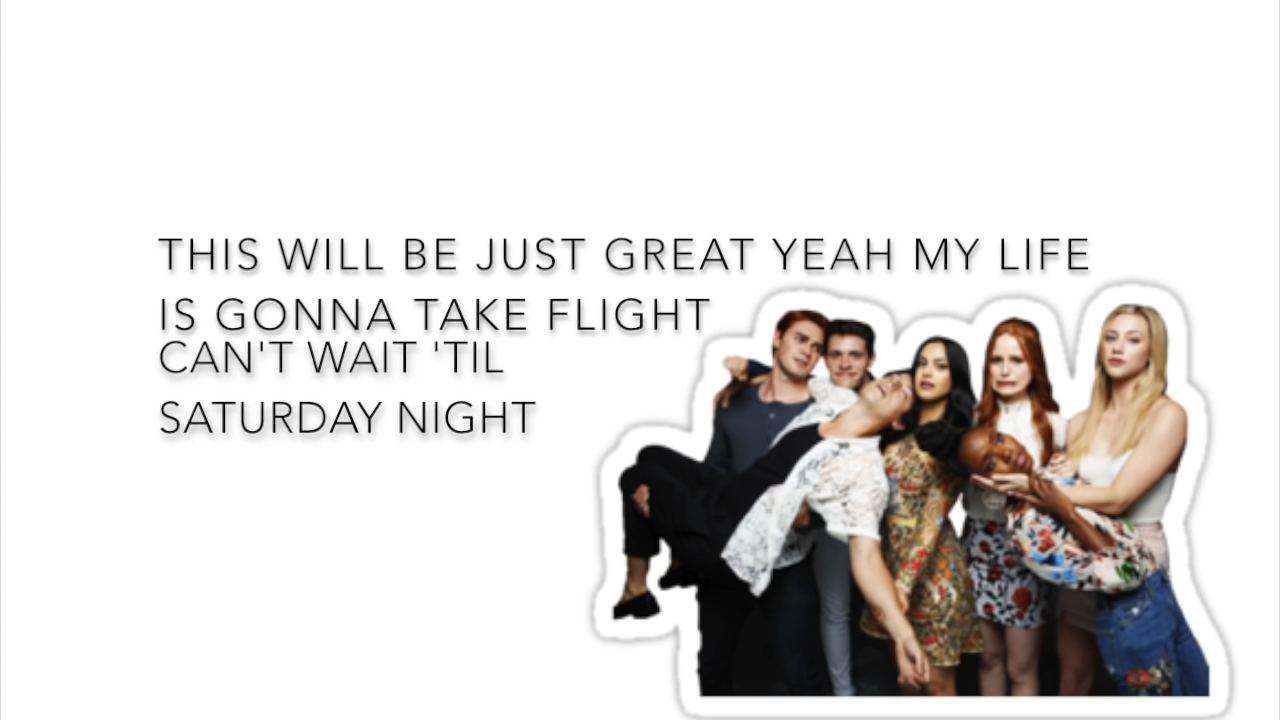 THIS WILL BE JUST GREAT YEAH MY LIFE
IS GONNA TAKE FLIGHT
CAN'T WAIT 'TIL
SATURDAY NIGHT